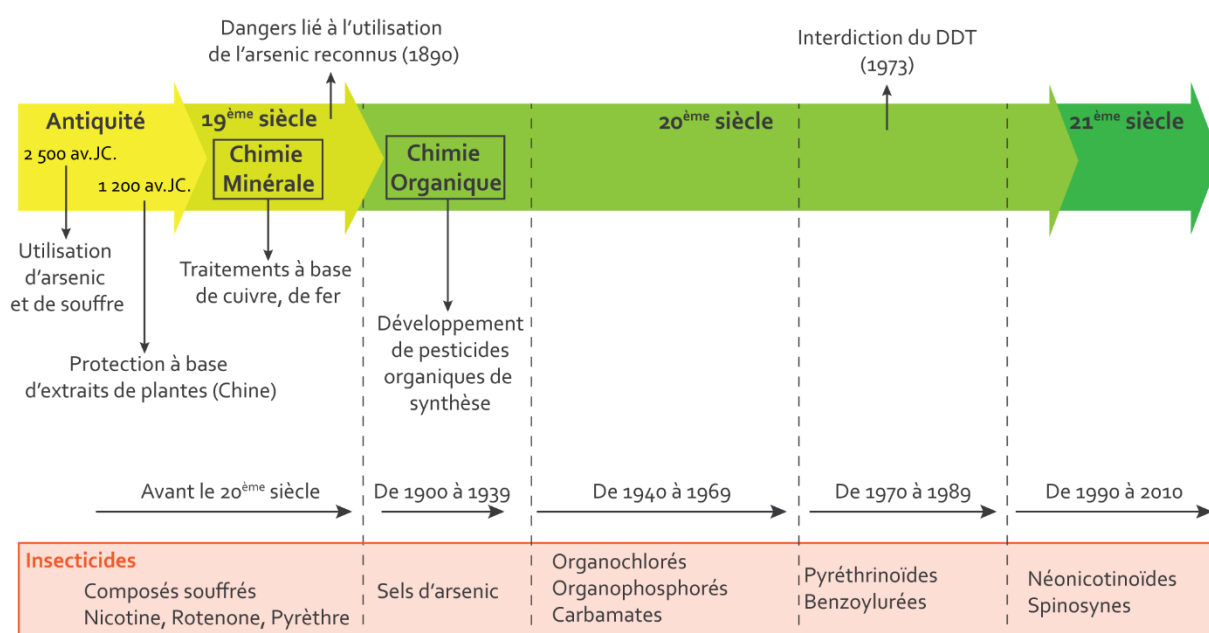 Dangers lié à l'utilisation
de l'arsenic reconnus (1890)
Interdiction du DDT
(1973)
Antiquité
19ème siècle
20ème siècle
21ème siècle
2 500 av.JC.
1 200 av.JC.
Chimie
Minérale
Chimie
Organique
Utilisation
d'arsenic
et de souffre
Traitements à base
de cuivre, de fer
Développement
de pesticides
organiques de
synthèse
Protection à base
d'extraits de plantes (Chine)
Avant le 20ème siècle
De 1900 à 1939
De 1940 à 1969
De 1970 à 1989
De 1990 à 2010
Insecticides
Composés souffrés
Nicotine, Rotenone, Pyrèthre
Sels d'arsenic
Organochlorés
Organophosphorés
Carbamates
Pyréthrinoïdes
Benzoylurées
Néonicotinoïdes
Spinosynes